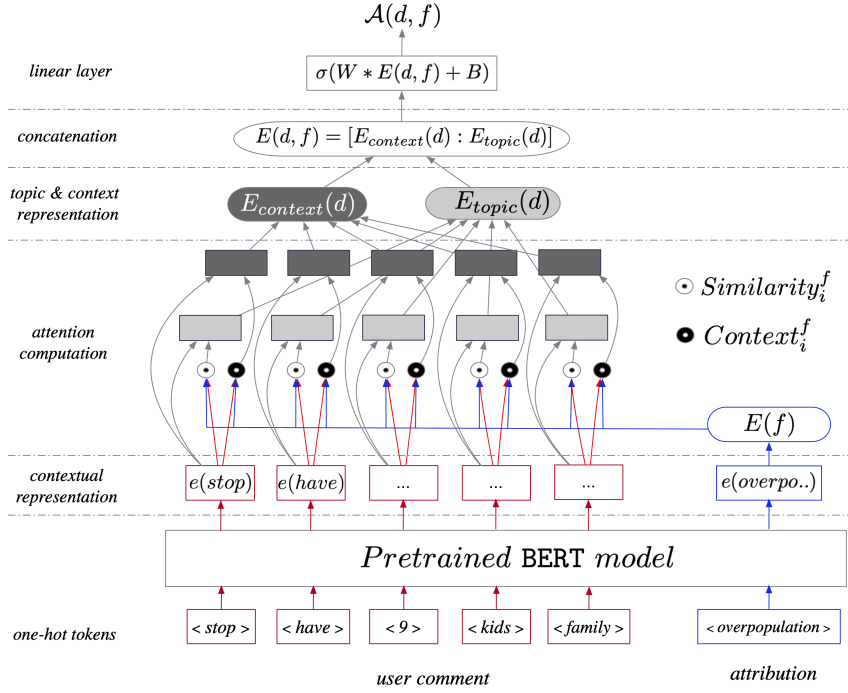 𝒜(d, f)
linear layer
σ(W ∗ E(d, f) + B)
concatenation
E(d, f) = [E_context(d) : E_topic(d)]
topic & context
representation
E_context(d)
E_topic(d)
attention
computation
Similarity_i^f
Context_i^f
E(f)
contextual
representation
e(stop)
e(have)
...
...
...
e(overpo..)
Pretrained BERT model
one-hot tokens
< stop >
< have >
< 9 >
< kids >
< family >
< overpopulation >
user comment
attribution